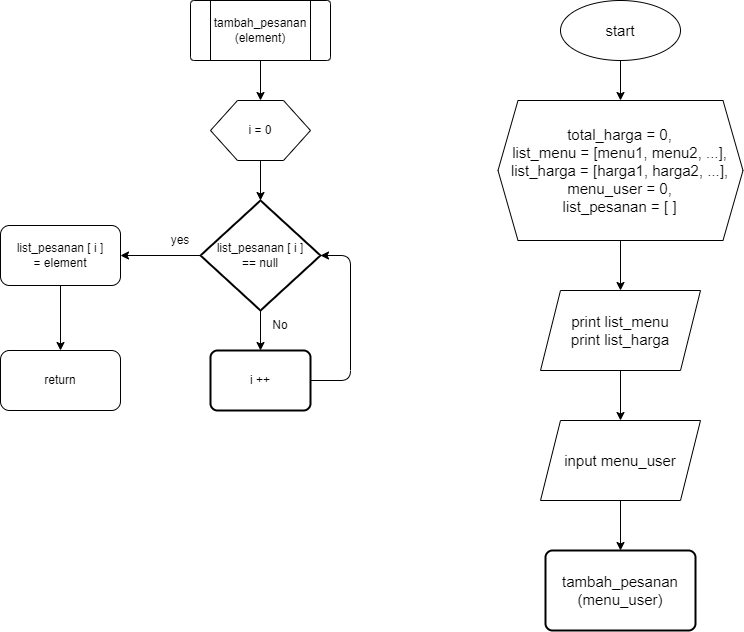 tambah_pesanan
(element)
i = 0
list_pesanan [ i ]
== null
yes
No
list_pesanan [ i ]
= element
return
i ++
start
total_harga = 0,
list_menu = [menu1, menu2, ...],
list_harga = [harga1, harga2, ...],
menu_user = 0,
list_pesanan = [ ]
print list_menu
print list_harga
input menu_user
tambah_pesanan
(menu_user)